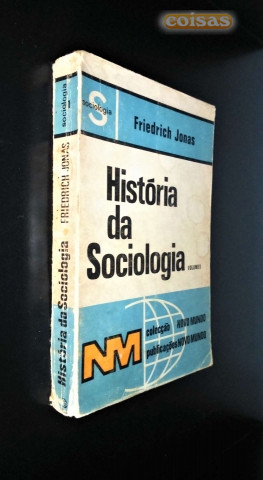 coisas
S
sociologia
Friedrich Jonas
História
da
Sociologia
NM
colecção NOVO MUNDO
publicações NOVO MUNDO
sociologia
FRIEDRICH JONAS
História da Sociologia